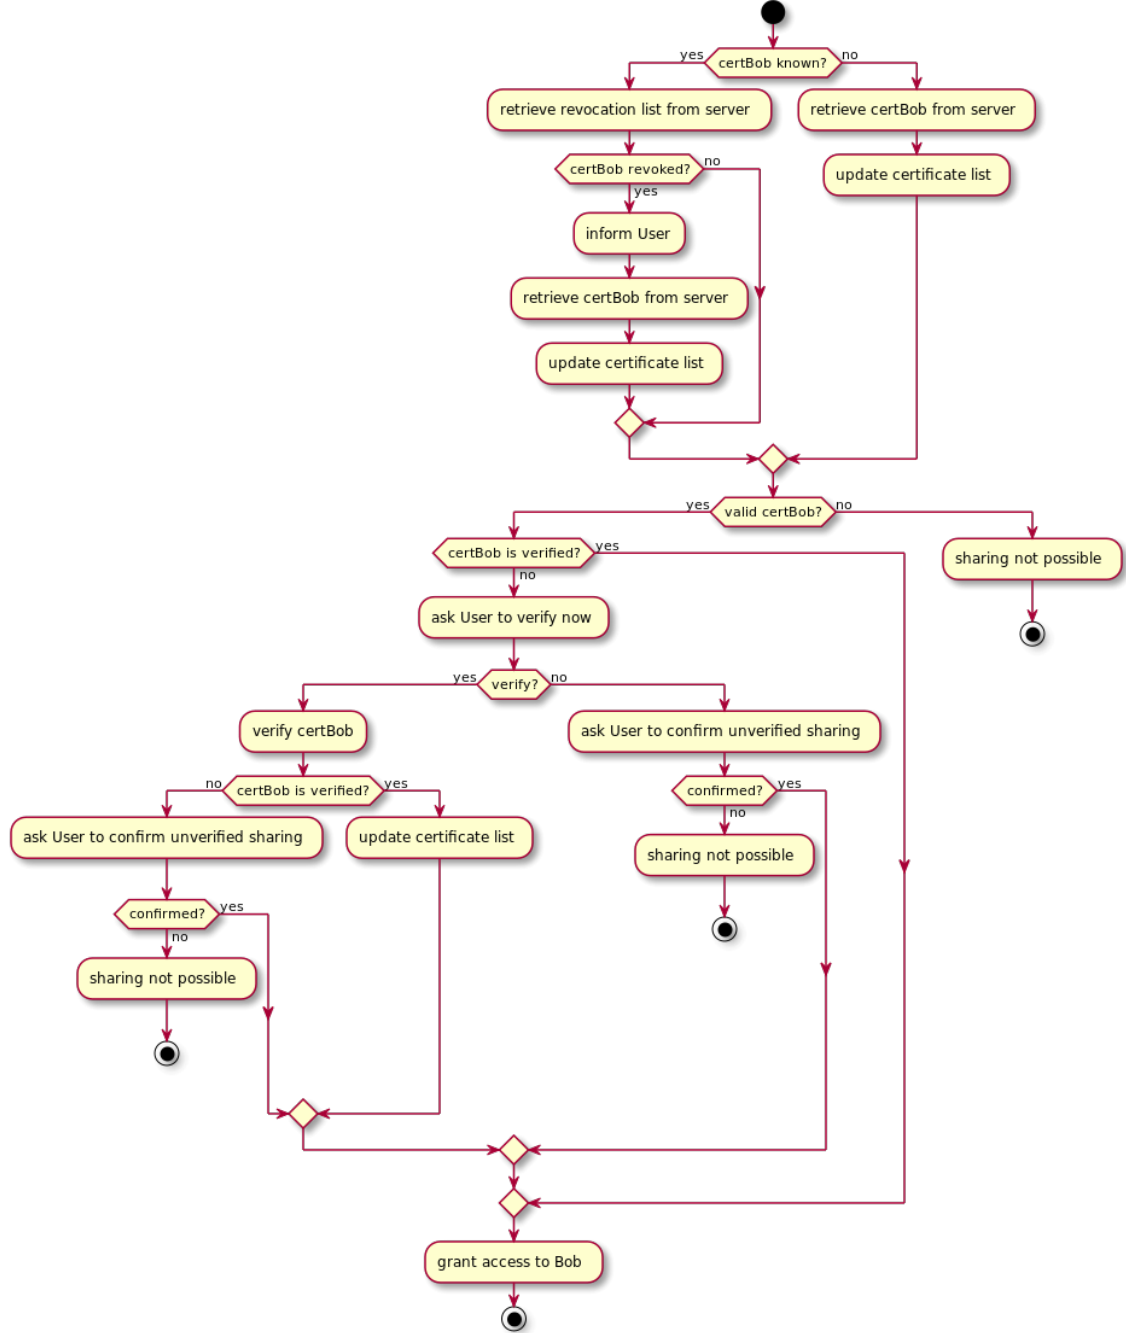 yes
certBob known?
no
retrieve revocation list from server
retrieve certBob from server
certBob revoked?
no
update certificate list
yes
inform User
retrieve certBob from server
update certificate list
yes
valid certBob?
no
certBob is verified?
yes
sharing not possible
no
ask User to verify now
yes
verify?
no
verify certBob
ask User to confirm unverified sharing
no
certBob is verified?
yes
confirmed?
yes
no
ask User to confirm unverified sharing
update certificate list
sharing not possible
confirmed?
yes
no
sharing not possible
grant access to Bob